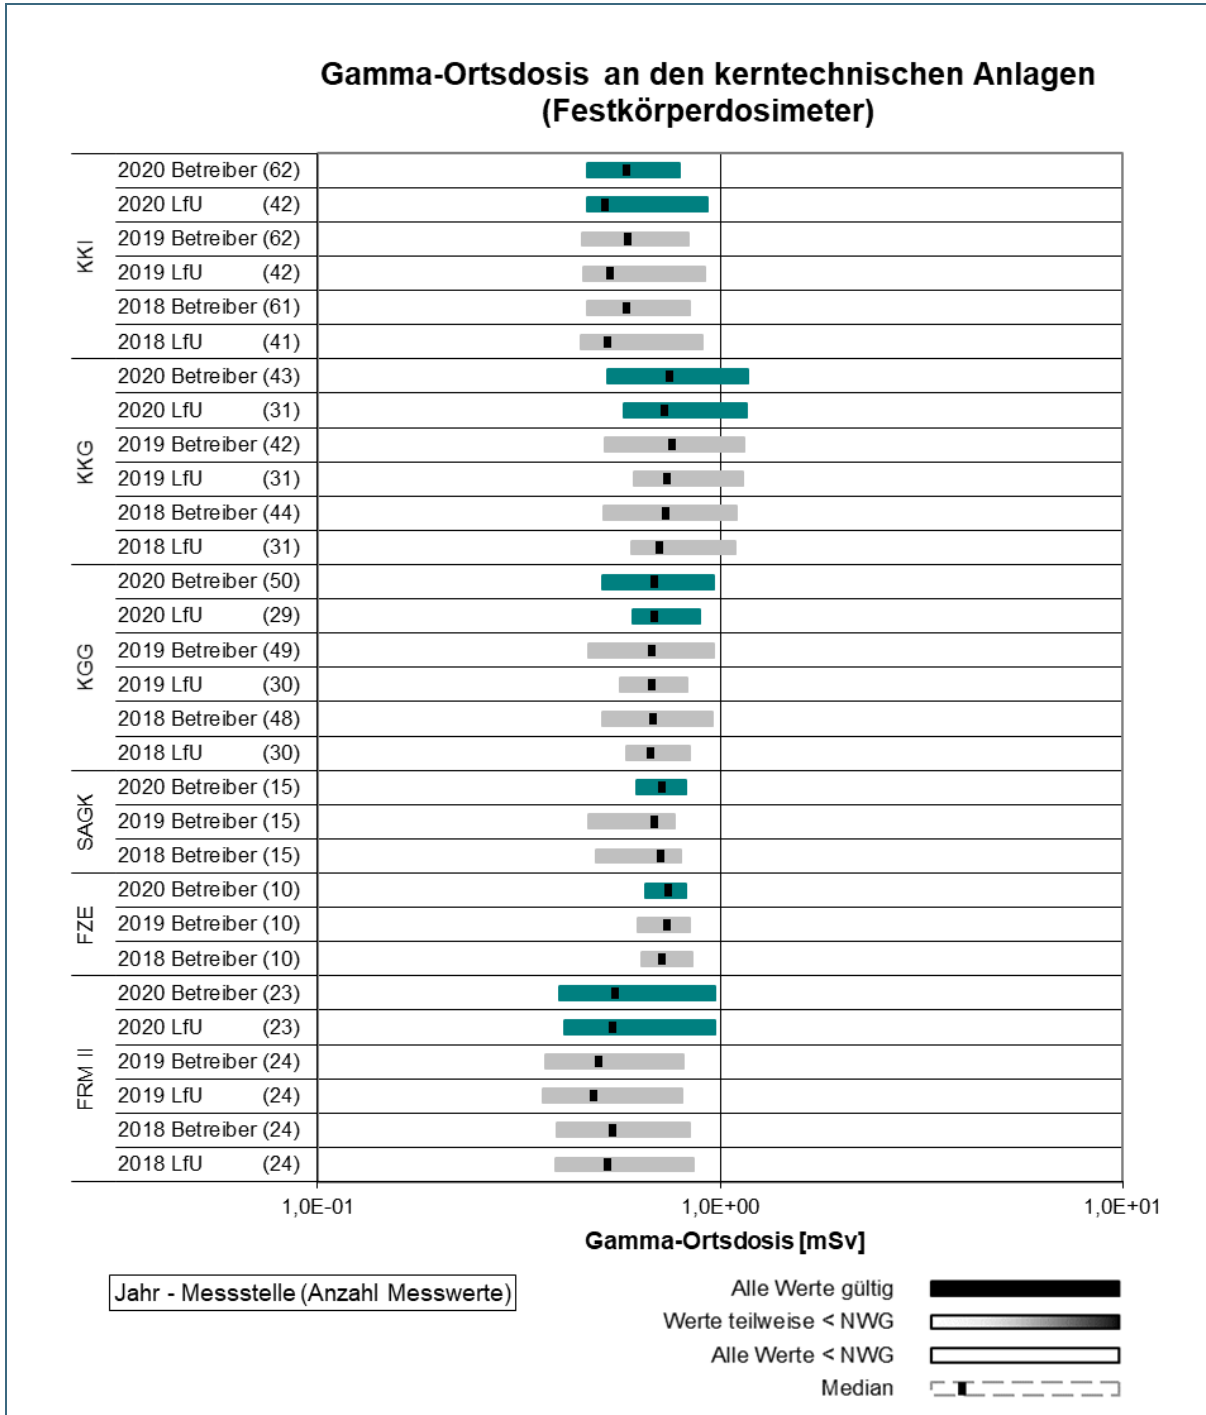 Gamma-Ortsdosis an den kerntechnischen Anlagen
(Festkörperdosimeter)
KKI
2020 Betreiber (62)
2020 LfU (42)
2019 Betreiber (62)
2019 LfU (42)
2018 Betreiber (61)
2018 LfU (41)
KKG
2020 Betreiber (43)
2020 LfU (31)
2019 Betreiber (42)
2019 LfU (31)
2018 Betreiber (44)
2018 LfU (31)
KGG
2020 Betreiber (50)
2020 LfU (29)
2019 Betreiber (49)
2019 LfU (30)
2018 Betreiber (48)
2018 LfU (30)
SAGK
2020 Betreiber (15)
2019 Betreiber (15)
2018 Betreiber (15)
FZE
2020 Betreiber (10)
2019 Betreiber (10)
2018 Betreiber (10)
FRM II
2020 Betreiber (23)
2020 LfU (23)
2019 Betreiber (24)
2019 LfU (24)
2018 Betreiber (24)
2018 LfU (24)
1,0E-01 1,0E+00 1,0E+01
Gamma-Ortsdosis [mSv]
Jahr - Messstelle (Anzahl Messwerte)
Alle Werte gültig
Werte teilweise < NWG
Alle Werte < NWG
Median